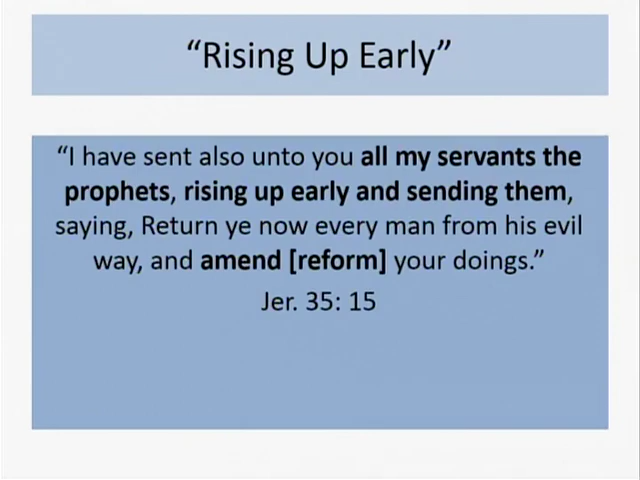 “Rising Up Early”
“I have sent also unto you all my servants the
prophets, rising up early and sending them,
saying, Return ye now every man from his evil
way, and amend [reform] your doings.”
Jer. 35: 15